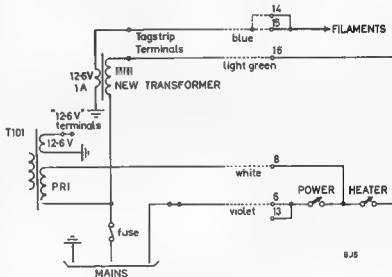 14
15
FILAMENTS
Tagstrip
Terminals
blue
16
light green
12·6V
1A
NEW TRANSFORMER
"12·6V"
terminals
T101
12·6 V
PRI
8
white
POWER
HEATER
6
violet
13
fuse
BJ5
MAINS